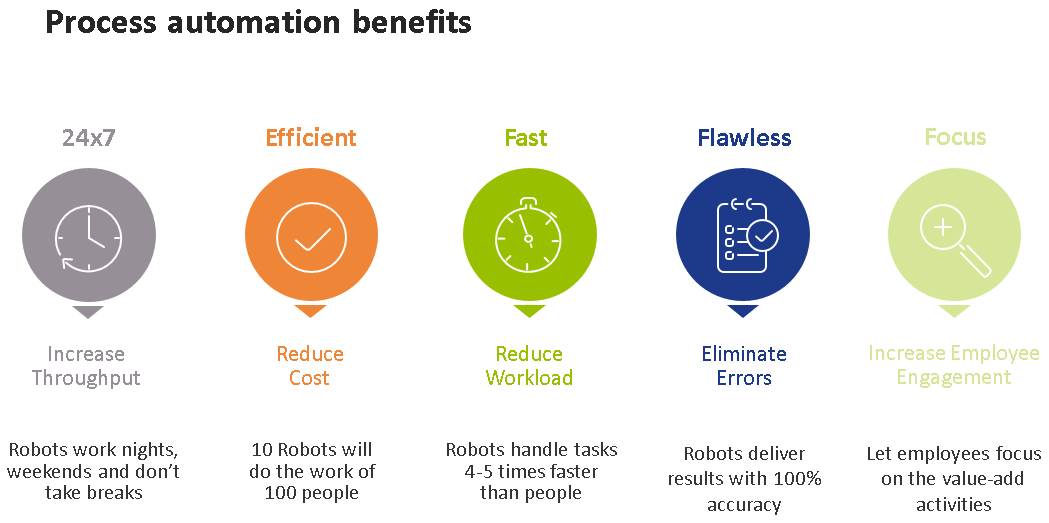 Process automation benefits
24x7
Efficient
Fast
Flawless
Focus
Increase
Throughput
Reduce
Cost
Reduce
Workload
Eliminate
Errors
Increase Employee
Engagement
Robots work nights,
weekends and don't
take breaks
10 Robots will
do the work of
100 people
Robots handle tasks
4-5 times faster
than people
Robots deliver
results with 100%
accuracy
Let employees focus
on the value-add
activities